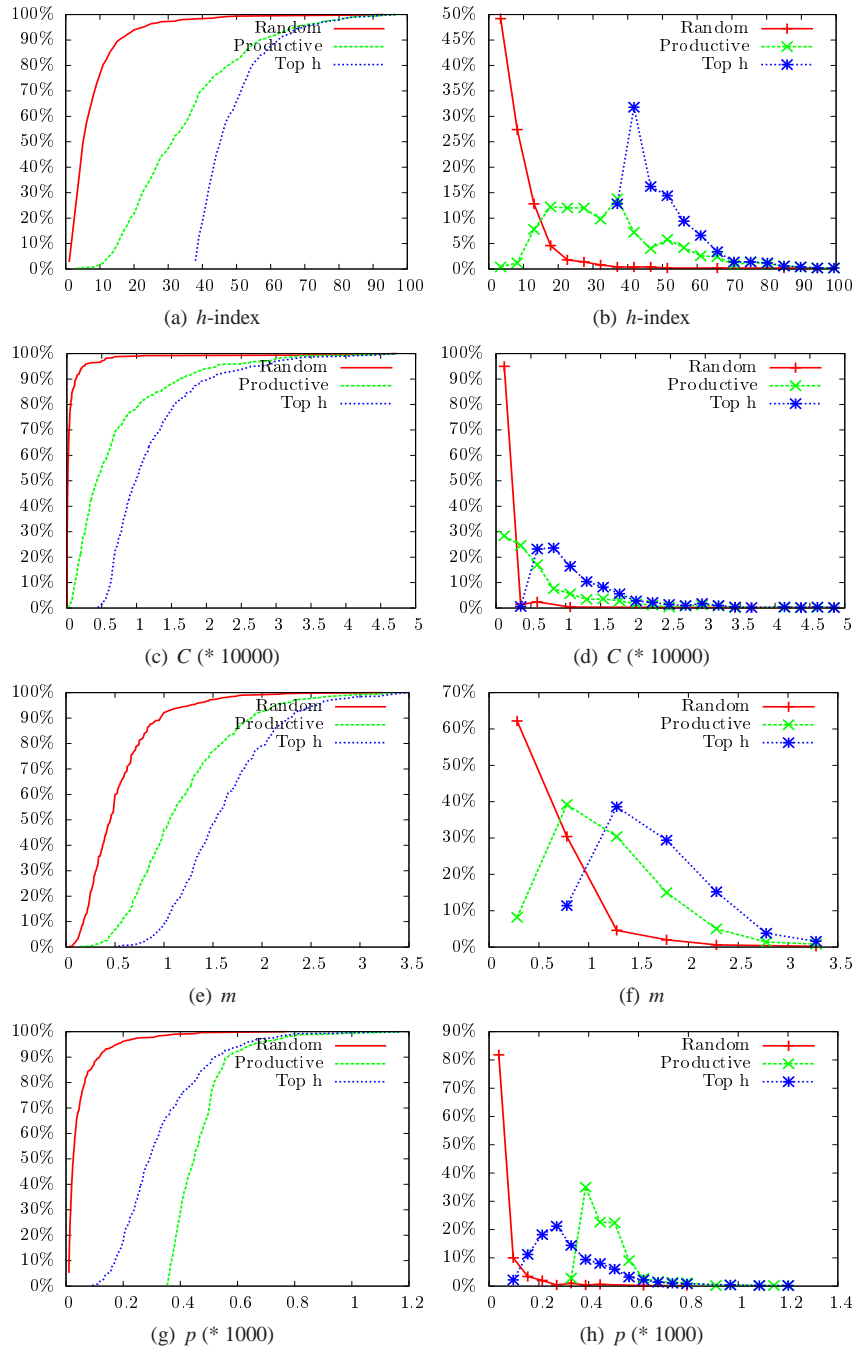 100%
90%
80%
70%
60%
50%
40%
30%
20%
10%
0%
0 10 20 30 40 50 60 70 80 90 100
Random
Productive
Top h
(a) h-index
50%
45%
40%
35%
30%
25%
20%
15%
10%
5%
0%
0 10 20 30 40 50 60 70 80 90 100
Random
Productive
Top h
(b) h-index
100%
90%
80%
70%
60%
50%
40%
30%
20%
10%
0%
0 0.5 1 1.5 2 2.5 3 3.5 4 4.5 5
Random
Productive
Top h
(c) C (* 10000)
100%
90%
80%
70%
60%
50%
40%
30%
20%
10%
0%
0 0.5 1 1.5 2 2.5 3 3.5 4 4.5 5
Random
Productive
Top h
(d) C (* 10000)
100%
90%
80%
70%
60%
50%
40%
30%
20%
10%
0%
0 0.5 1 1.5 2 2.5 3 3.5
Random
Productive
Top h
(e) m
70%
60%
50%
40%
30%
20%
10%
0%
0 0.5 1 1.5 2 2.5 3 3.5
Random
Productive
Top h
(f) m
100%
90%
80%
70%
60%
50%
40%
30%
20%
10%
0%
0 0.2 0.4 0.6 0.8 1 1.2
Random
Productive
Top h
(g) p (* 1000)
90%
80%
70%
60%
50%
40%
30%
20%
10%
0%
0 0.2 0.4 0.6 0.8 1 1.2 1.4
Random
Productive
Top h
(h) p (* 1000)